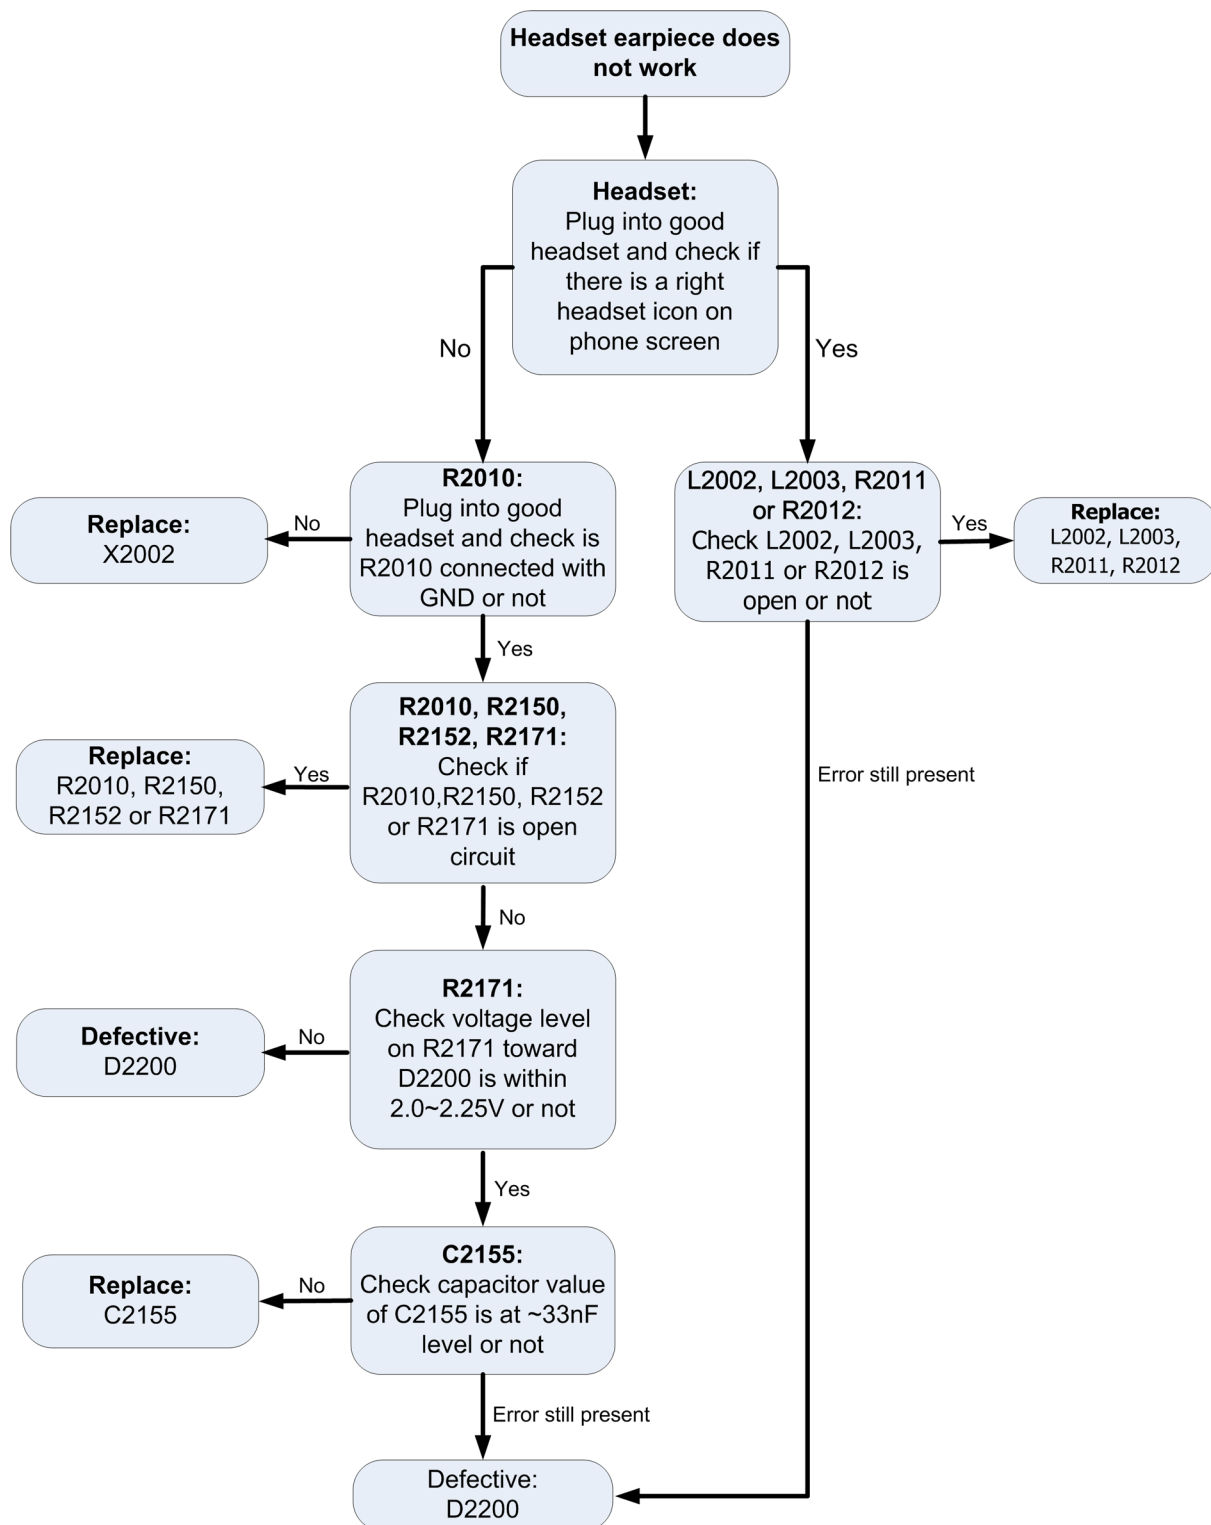 Headset earpiece does
not work
Headset:
Plug into good
headset and check if
there is a right
headset icon on
phone screen
No
Yes
R2010:
Plug into good
headset and check is
R2010 connected with
GND or not
No
Replace:
X2002
L2002, L2003, R2011
or R2012:
Check L2002, L2003,
R2011 or R2012 is
open or not
Yes
Replace:
L2002, L2003,
R2011, R2012
Yes
R2010, R2150,
R2152, R2171:
Check if
R2010,R2150, R2152
or R2171 is open
circuit
Yes
Replace:
R2010, R2150,
R2152 or R2171
Error still present
No
R2171:
Check voltage level
on R2171 toward
D2200 is within
2.0~2.25V or not
No
Defective:
D2200
Yes
C2155:
Check capacitor value
of C2155 is at ~33nF
level or not
No
Replace:
C2155
Error still present
Defective:
D2200